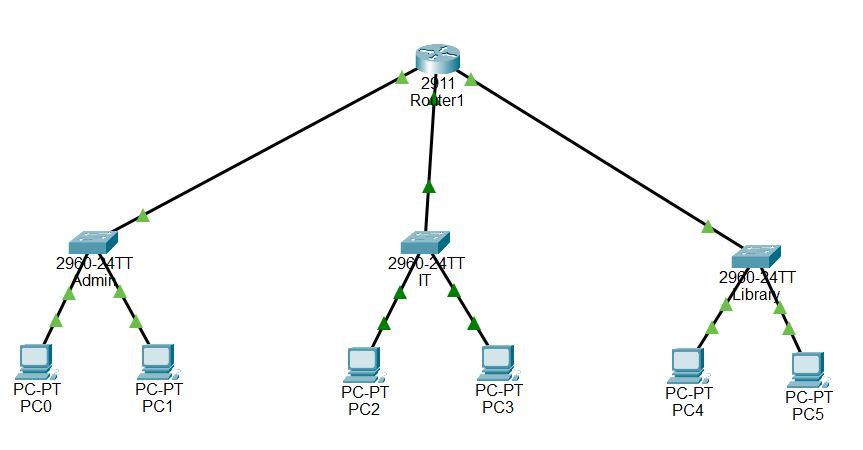 2911
Router1
2960-24TT
Admin
2960-24TT
IT
2960-24TT
Library
PC-PT
PC0
PC-PT
PC1
PC-PT
PC2
PC-PT
PC3
PC-PT
PC4
PC-PT
PC5